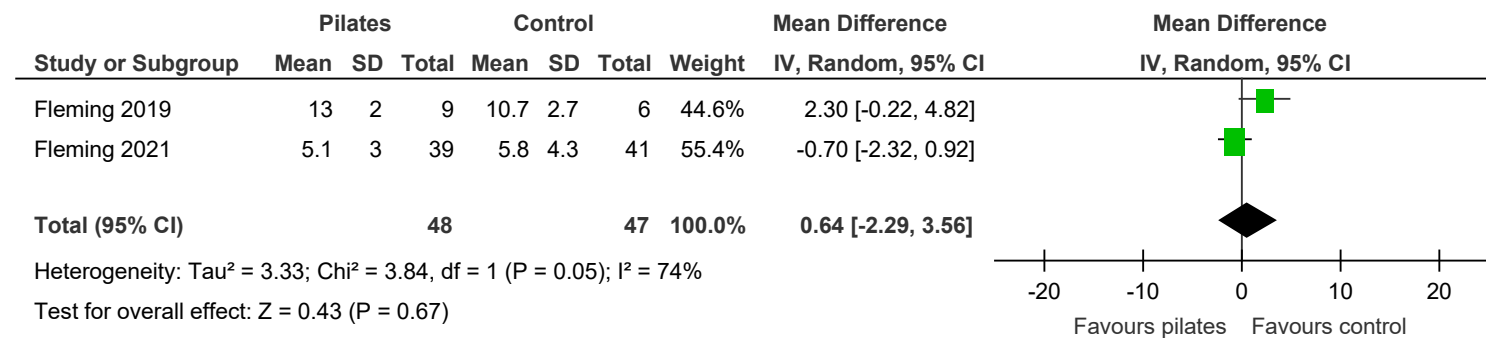 Pilates Control Mean Difference Mean Difference
Study or Subgroup Mean SD Total Mean SD Total Weight IV, Random, 95% CI IV, Random, 95% CI
Fleming 2019 13 2 9 10.7 2.7 6 44.6% 2.30 [-0.22, 4.82]
Fleming 2021 5.1 3 39 5.8 4.3 41 55.4% -0.70 [-2.32, 0.92]
Total (95% CI) 48 47 100.0% 0.64 [-2.29, 3.56]
Heterogeneity: Tau² = 3.33; Chi² = 3.84, df = 1 (P = 0.05); I² = 74%
Test for overall effect: Z = 0.43 (P = 0.67)
-20 -10 0 10 20
Favours pilates Favours control